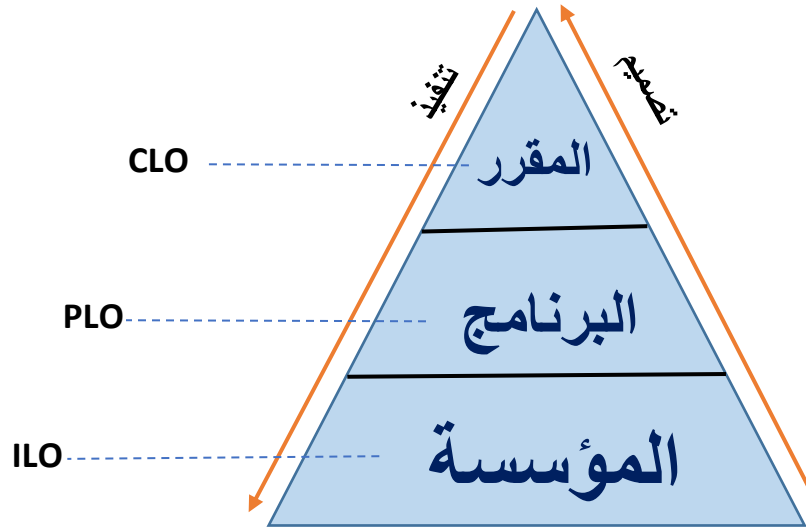 تصميم
تنفيذ
المقرر
CLO
البرنامج
PLO
المؤسسة
ILO